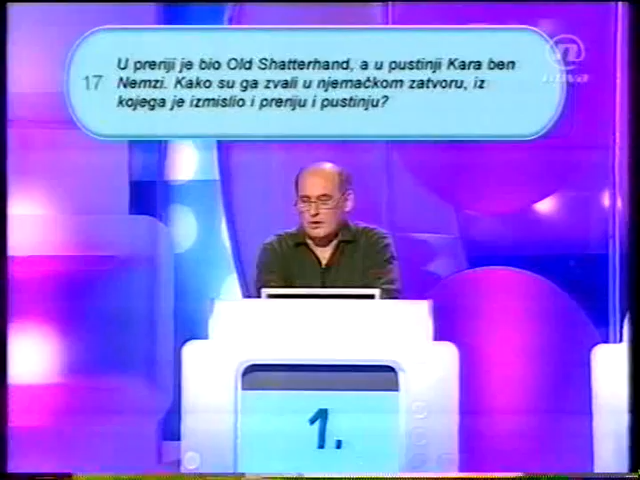 U preriji je bio Old Shatterhand, a u pustinji Kara ben
17 Nemzi. Kako su ga zvali u njemačkom zatvoru, iz
kojega je izmislio i preriju i pustinju?
nova
1.